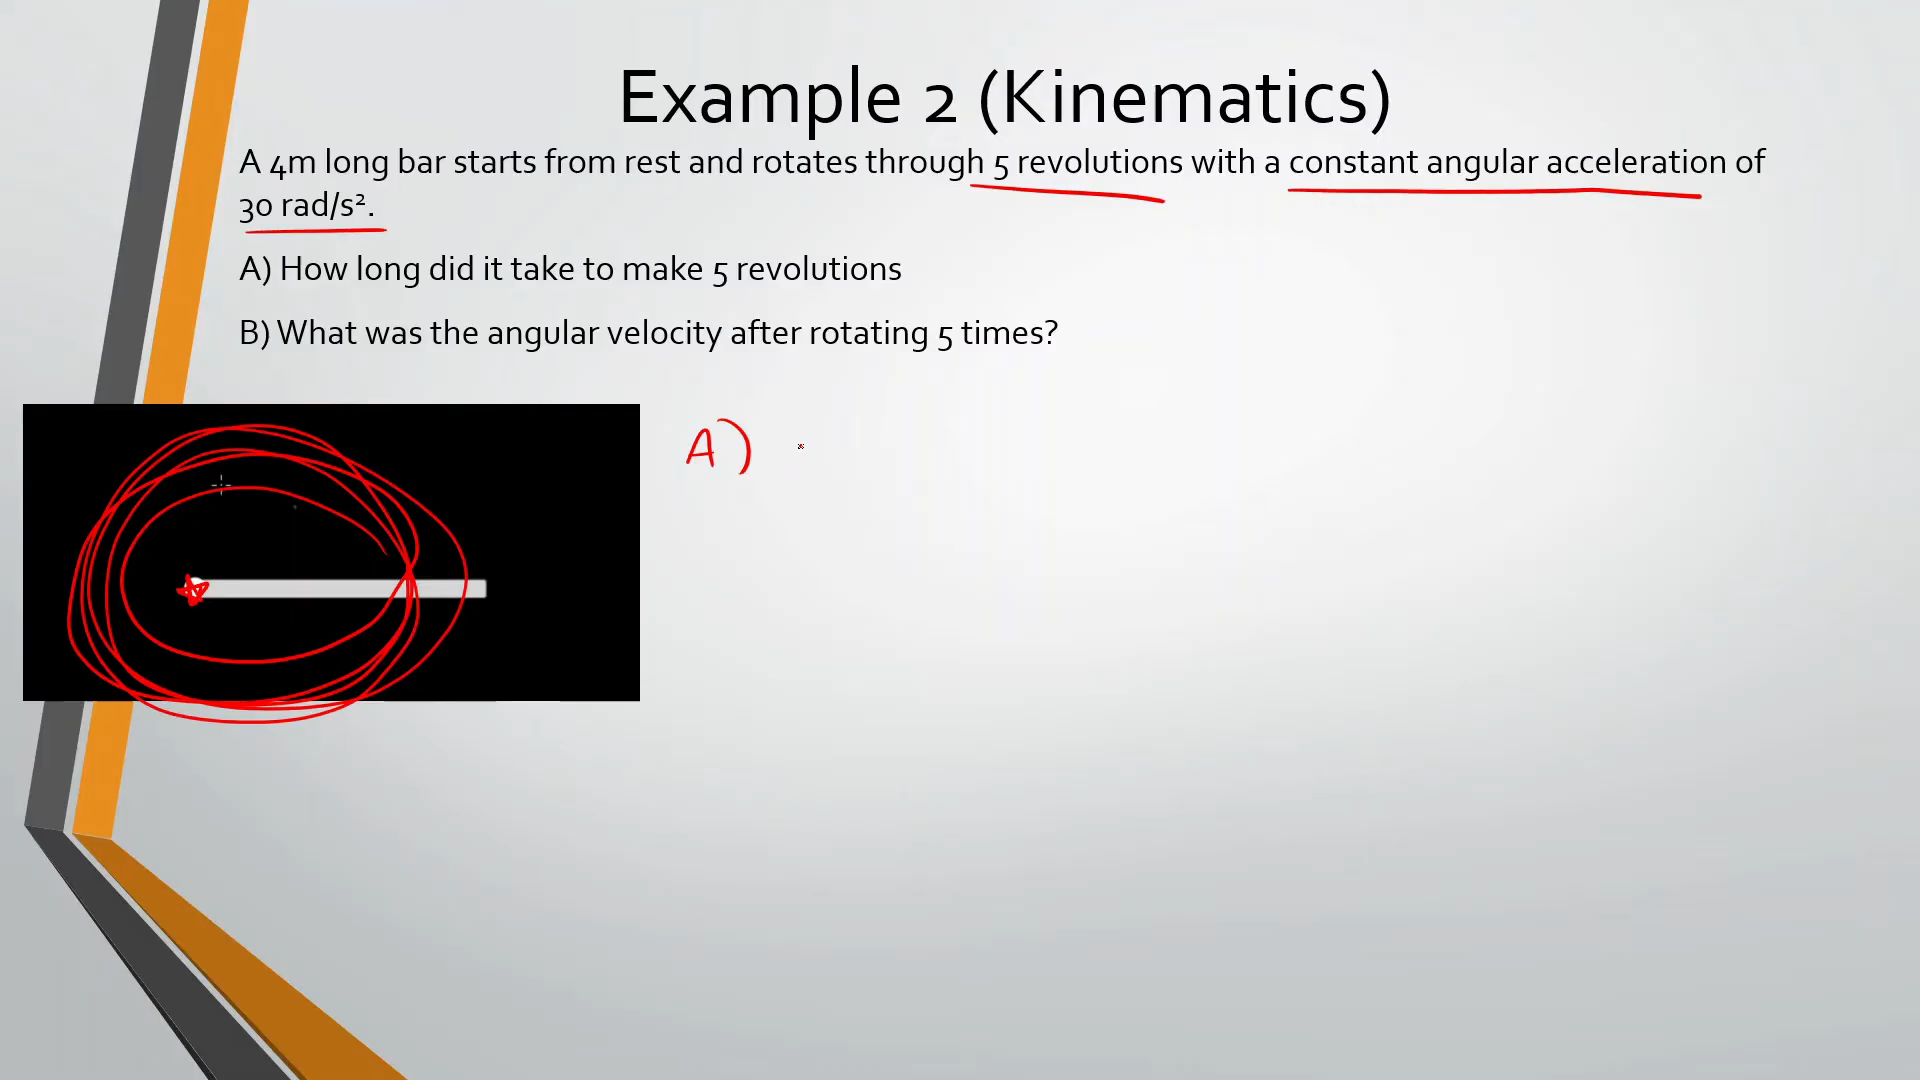 Example 2 (Kinematics)
A 4m long bar starts from rest and rotates through 5 revolutions with a constant angular acceleration of
30 rad/s².
A) How long did it take to make 5 revolutions
B) What was the angular velocity after rotating 5 times?
A)